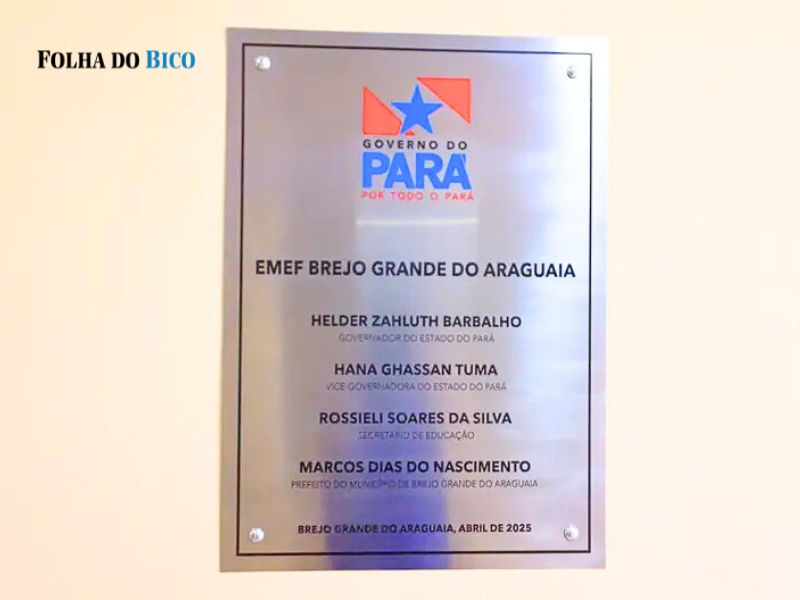 FOLHA DO BICO
GOVERNO DO
PARÁ
POR TODO O PARÁ
EMEF BREJO GRANDE DO ARAGUAIA
HELDER ZAHLUTH BARBALHO
GOVERNADOR DO ESTADO DO PARÁ
HANA GHASSAN TUMA
VICE-GOVERNADORA DO ESTADO DO PARÁ
ROSSIELI SOARES DA SILVA
SECRETÁRIO DE EDUCAÇÃO
MARCOS DIAS DO NASCIMENTO
PREFEITO DO MUNICÍPIO DE BREJO GRANDE DO ARAGUAIA
BREJO GRANDE DO ARAGUAIA, ABRIL DE 2025